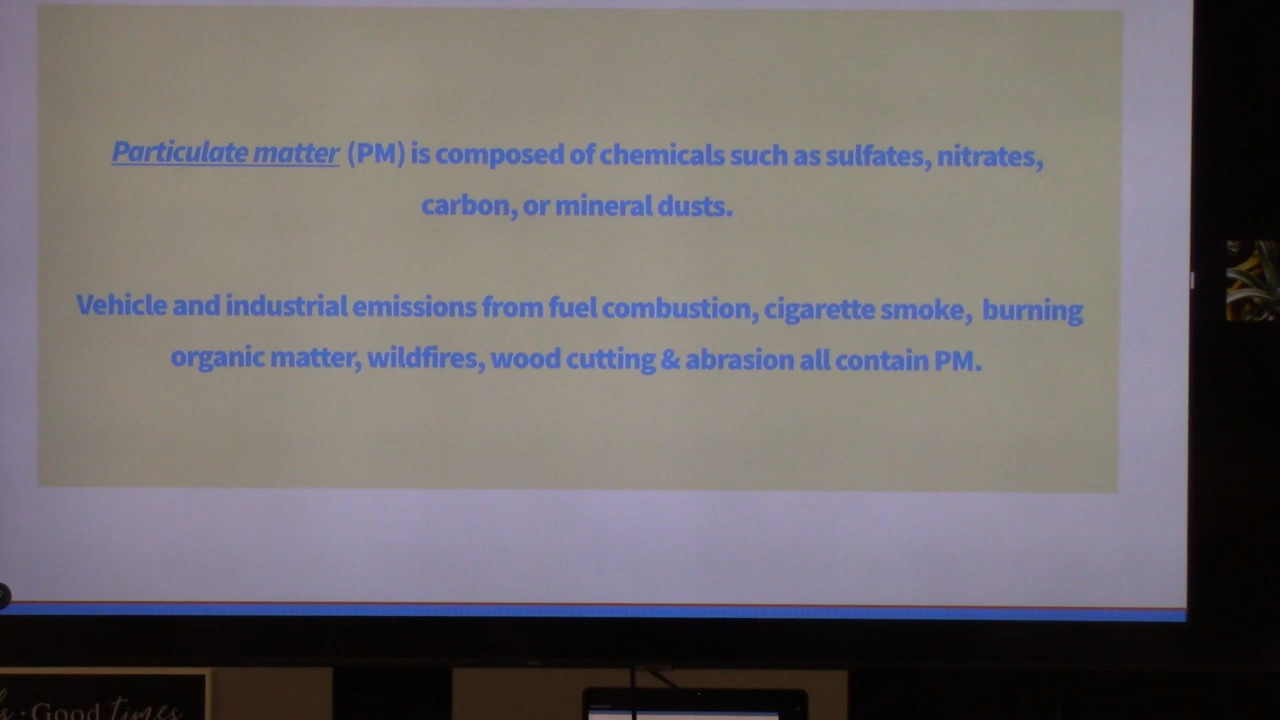 Particulate matter (PM) is composed of chemicals such as sulfates, nitrates,
carbon, or mineral dusts.
Vehicle and industrial emissions from fuel combustion, cigarette smoke, burning
organic matter, wildfires, wood cutting & abrasion all contain PM.
· Good times